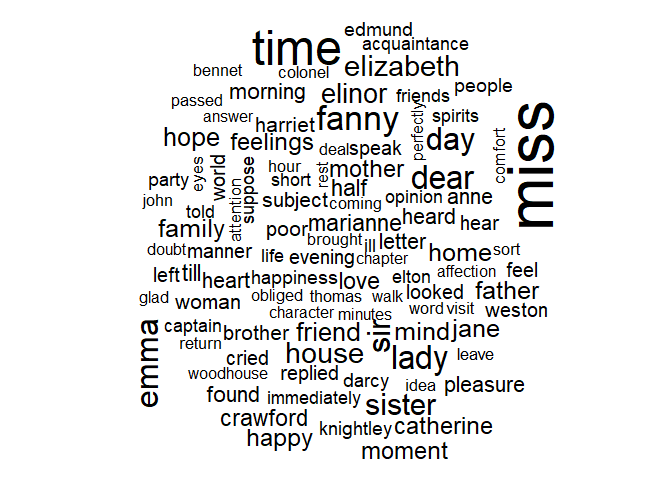 edmund
time
acquaintance
bennet
colonel
elizabeth
passed
morning
elinor
friends
people
answer
harriet
fanny
perfectly
spirits
miss
hope
feelings
deal
speak
day
comfort
party
eyes
world
hour
rest
mother
dear
john
attention
suppose
short
half
told
subject
coming
opinion
anne
family
poor
marianne
heard
hear
doubt
manner
brought
ill
letter
home
sort
life
evening
chapter
left
till
heart
happiness
love
elton
affection
feel
glad
woman
obliged
thomas
walk
looked
father
character
minutes
word
visit
weston
emma
captain
brother
friend
sir
mind
jane
return
cried
house
lady
leave
woodhouse
replied
darcy
idea
pleasure
found
immediately
sister
crawford
knightley
catherine
happy
moment